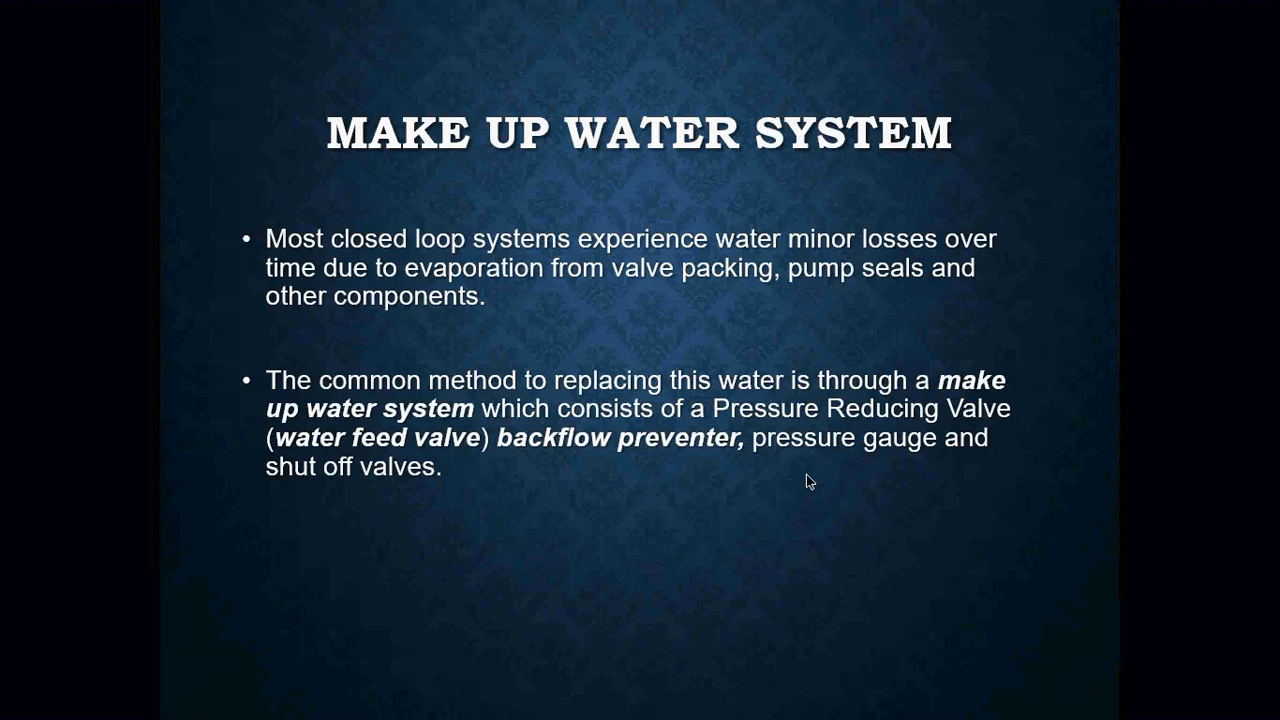 MAKE UP WATER SYSTEM
• Most closed loop systems experience water minor losses over
time due to evaporation from valve packing, pump seals and
other components.
• The common method to replacing this water is through a make
up water system which consists of a Pressure Reducing Valve
(water feed valve) backflow preventer, pressure gauge and
shut off valves.